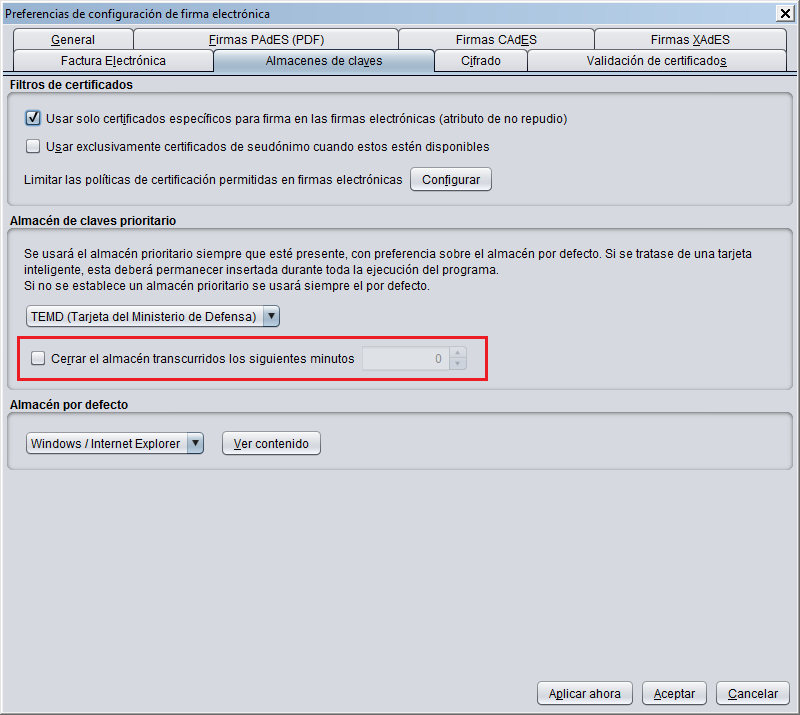 Preferencias de configuración de firma electrónica
General
Firmas PAdES (PDF)
Firmas CAdES
Firmas XAdES
Factura Electrónica
Almacenes de claves
Cifrado
Validación de certificados
Filtros de certificados
Usar solo certificados específicos para firma en las firmas electrónicas (atributo de no repudio)
Usar exclusivamente certificados de seudónimo cuando estos estén disponibles
Limitar las políticas de certificación permitidas en firmas electrónicas
Configurar
Almacén de claves prioritario
Se usará el almacén prioritario siempre que esté presente, con preferencia sobre el almacén por defecto. Si se tratase de una tarjeta
inteligente, esta deberá permanecer insertada durante toda la ejecución del programa.
Si no se establece un almacén prioritario se usará siempre el por defecto.
TEMD (Tarjeta del Ministerio de Defensa)
Cerrar el almacén transcurridos los siguientes minutos
0
Almacén por defecto
Windows / Internet Explorer
Ver contenido
Aplicar ahora
Aceptar
Cancelar